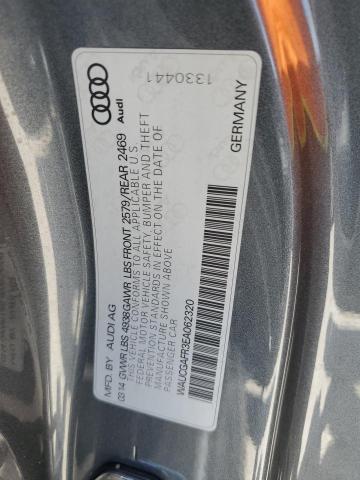 Audi
1330441
MFD. BY AUDI AG
GERMANY
03 14 GVWR LBS 4938 GAWR LBS FRONT 2579/REAR 2469
THIS VEHICLE CONFORMS TO ALL APPLICABLE U.S.
FEDERAL MOTOR VEHICLE SAFETY, BUMPER AND THEFT
PREVENTION STANDARDS IN EFFECT ON THE DATE OF
MANUFACTURE SHOWN ABOVE
PASSENGER CAR
WAUCGAFR3EA062320